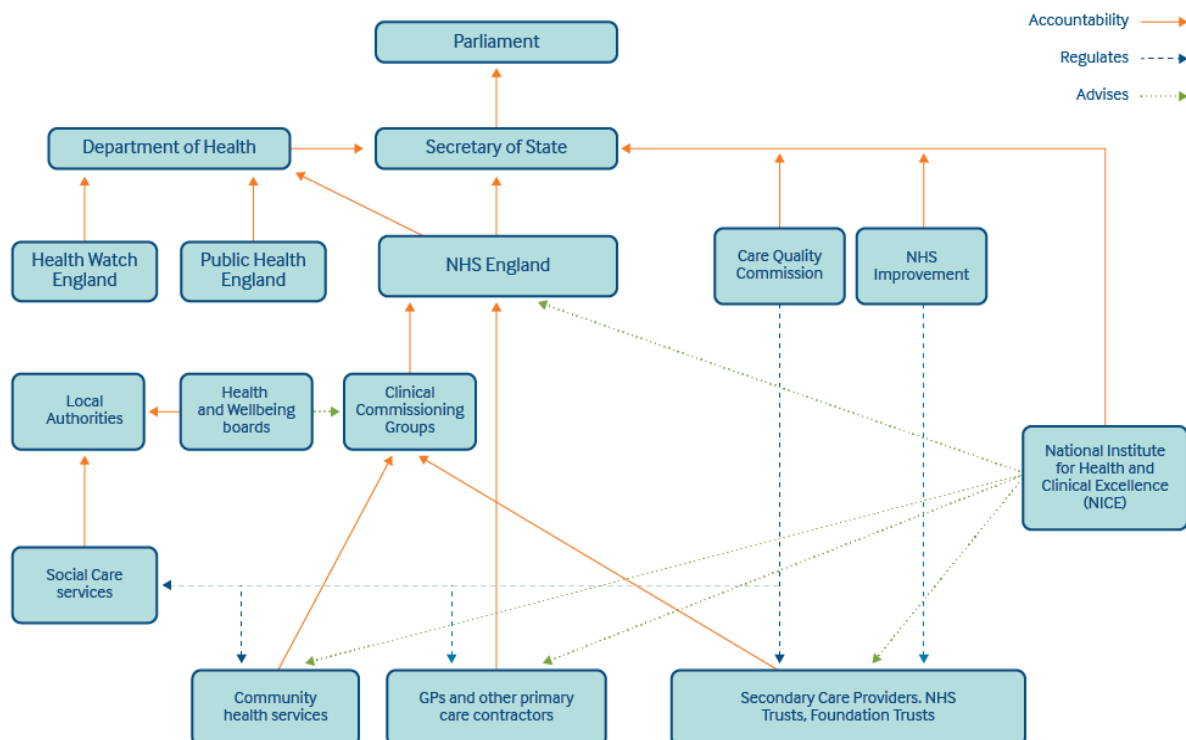 Accountability
Parliament
Regulates
Advises
Department of Health
Secretary of State
Health Watch
England
Public Health
England
NHS England
Care Quality
Commission
NHS
Improvement
Local
Authorities
Health
and Wellbeing
boards
Clinical
Commissioning
Groups
National Institute
for Health and
Clinical Excellence
(NICE)
Social Care
services
Community
health services
GPs and other primary
care contractors
Secondary Care Providers. NHS
Trusts, Foundation Trusts